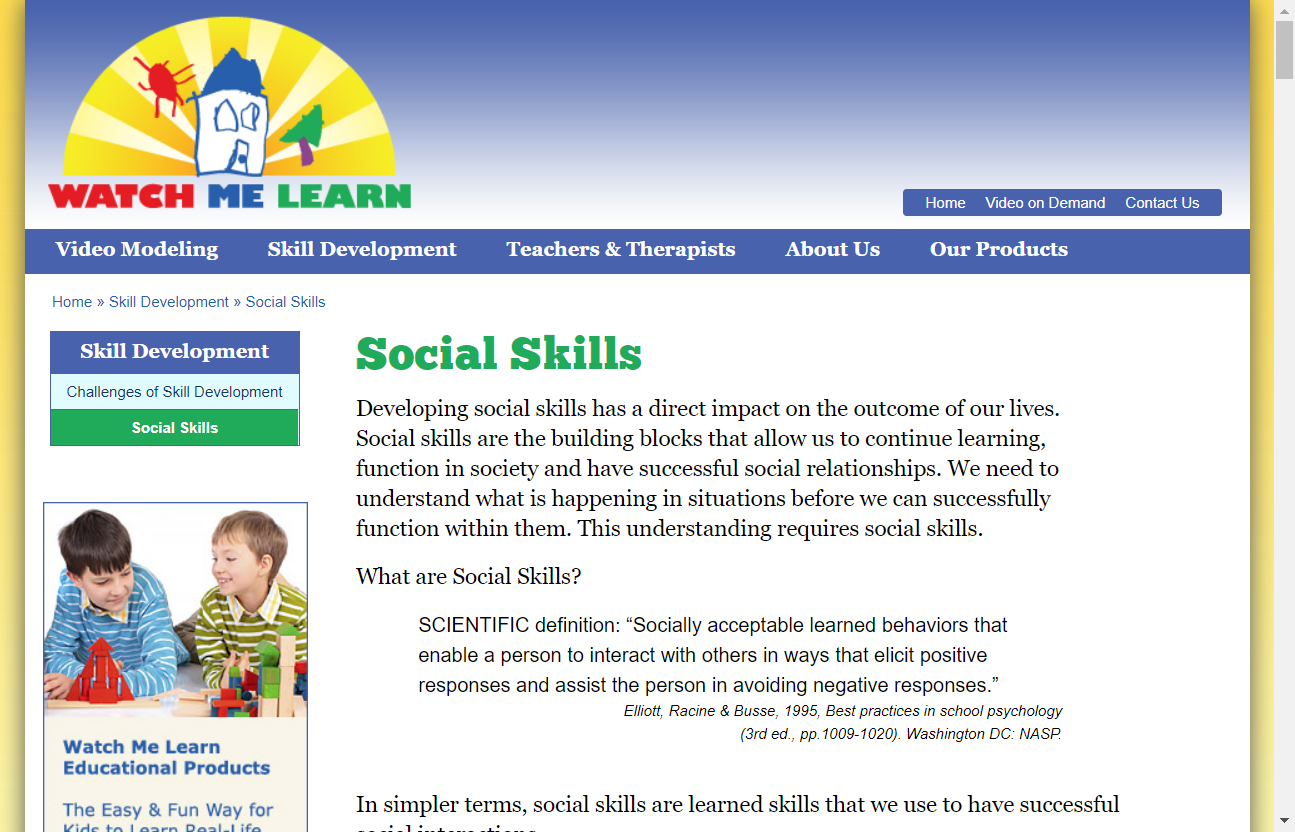 WATCH ME LEARN
Home Video on Demand Contact Us
Video Modeling Skill Development Teachers & Therapists About Us Our Products
Home » Skill Development » Social Skills
Skill Development
Challenges of Skill Development
Social Skills
Watch Me Learn
Educational Products
The Easy & Fun Way for
Kids to Learn Real-Life
Social Skills
Developing social skills has a direct impact on the outcome of our lives.
Social skills are the building blocks that allow us to continue learning,
function in society and have successful social relationships. We need to
understand what is happening in situations before we can successfully
function within them. This understanding requires social skills.
What are Social Skills?
SCIENTIFIC definition: “Socially acceptable learned behaviors that
enable a person to interact with others in ways that elicit positive
responses and assist the person in avoiding negative responses.”
Elliott, Racine & Busse, 1995, Best practices in school psychology
(3rd ed., pp.1009-1020). Washington DC: NASP.
In simpler terms, social skills are learned skills that we use to have successful
social interactions.